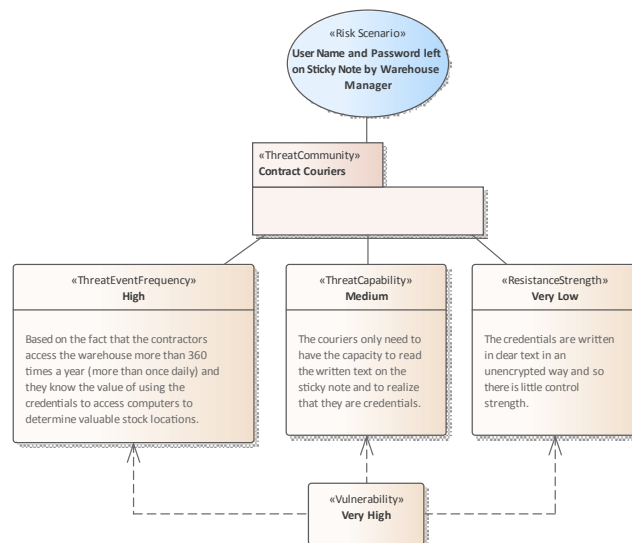 «Risk Scenario»
User Name and Password left
on Sticky Note by Warehouse
Manager
«ThreatCommunity»
Contract Couriers
«ThreatEventFrequency»
High
Based on the fact that the contractors
access the warehouse more than 360
times a year (more than once daily) and
they know the value of using the
credentials to access computers to
determine valuable stock locations.
«ThreatCapability»
Medium
The couriers only need to
have the capacity to read
the written text on the
sticky note and to realize
that they are credentials.
«ResistanceStrength»
Very Low
The credentials are written
in clear text in an
unencrypted way and so
there is little control
strength.
«Vulnerability»
Very High